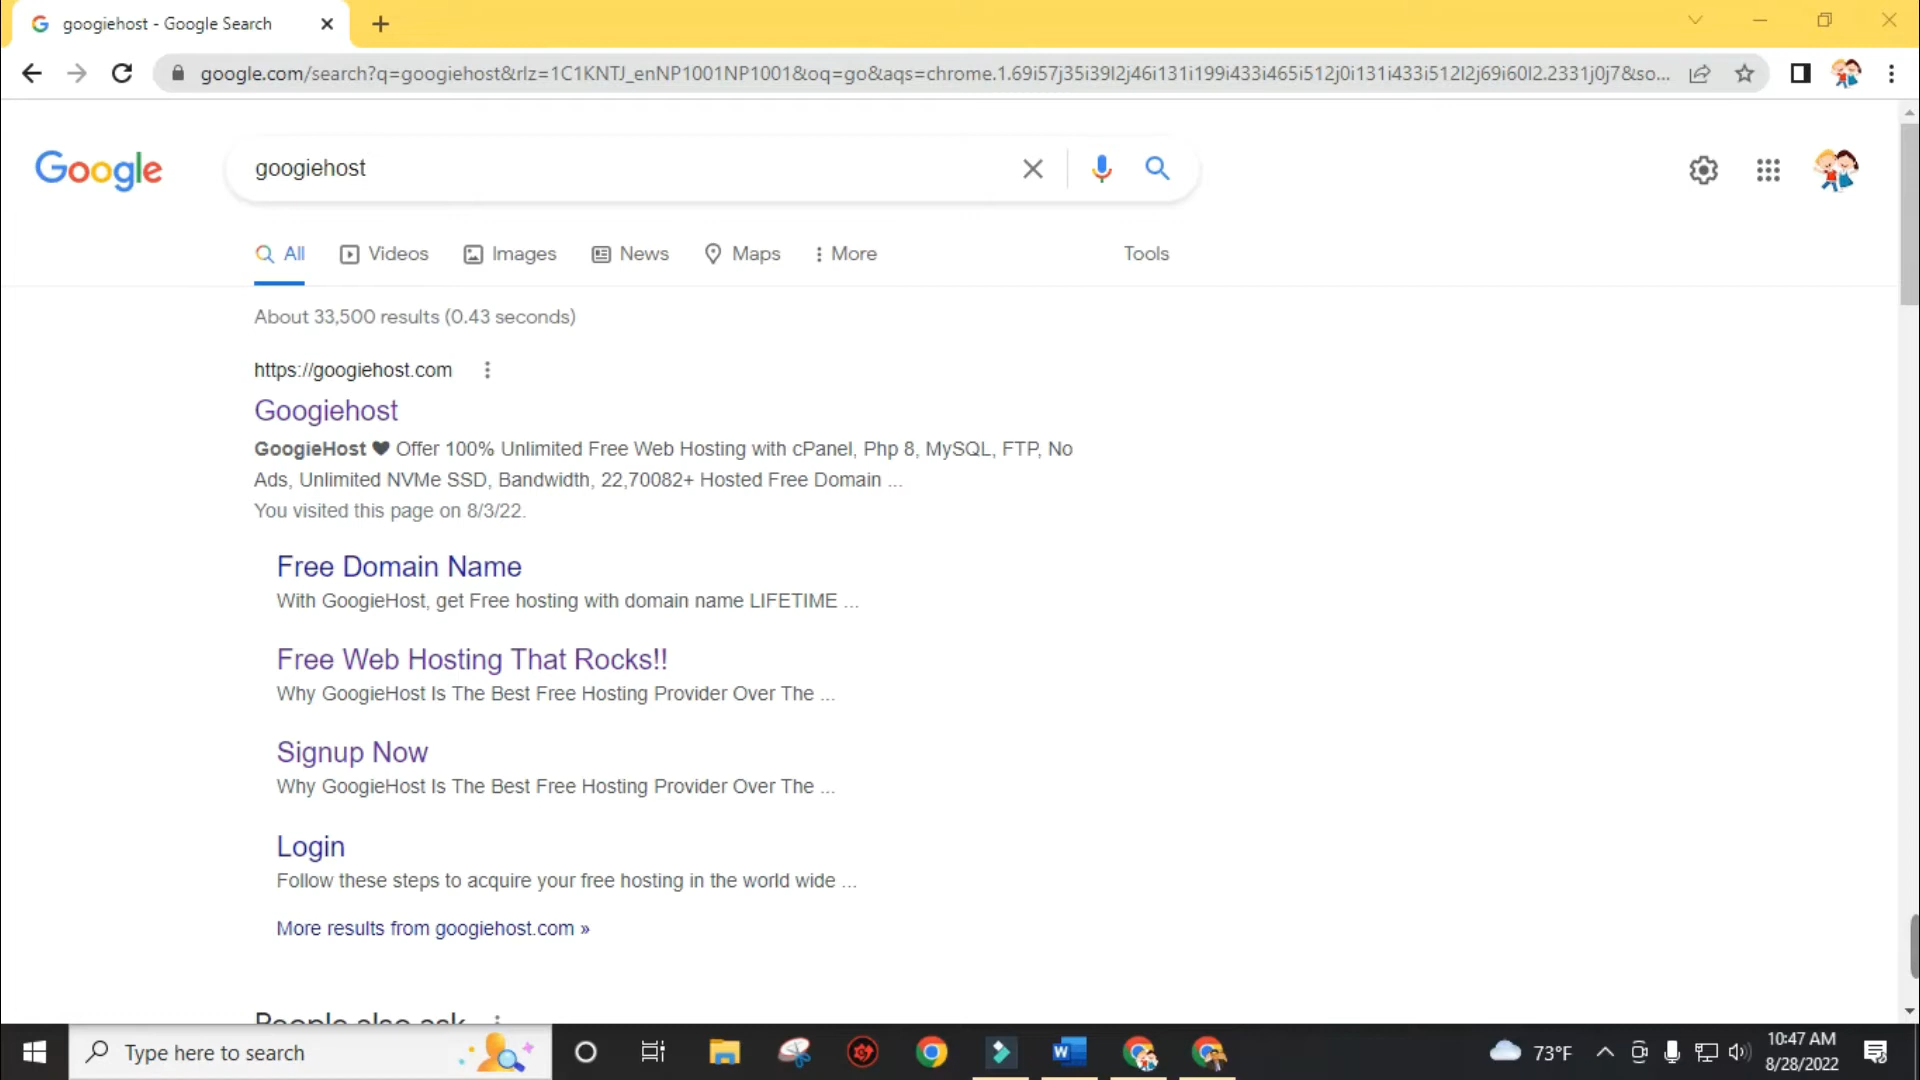 googiehost - Google Search
google.com/search?q=googiehost&rlz=1C1KNTJ_enNP1001NP1001&oq=go&aqs=chrome.1.69i57j35i39l2j46i131i199i433i465i512j0i131i433i512l2j69i60l2.2331j0j7&so...
Google
googiehost
All Videos Images News Maps More Tools
About 33,500 results (0.43 seconds)
https://googiehost.com
Googiehost
GoogieHost ❤ Offer 100% Unlimited Free Web Hosting with cPanel, Php 8, MySQL, FTP, No
Ads, Unlimited NVMe SSD, Bandwidth, 22,70082+ Hosted Free Domain ...
You visited this page on 8/3/22.
Free Domain Name
With GoogieHost, get Free hosting with domain name LIFETIME ...
Free Web Hosting That Rocks!!
Why GoogieHost Is The Best Free Hosting Provider Over The ...
Signup Now
Why GoogieHost Is The Best Free Hosting Provider Over The ...
Login
Follow these steps to acquire your free hosting in the world wide ...
More results from googiehost.com »
People also ask
Type here to search
W
73°F
10:47 AM
8/28/2022